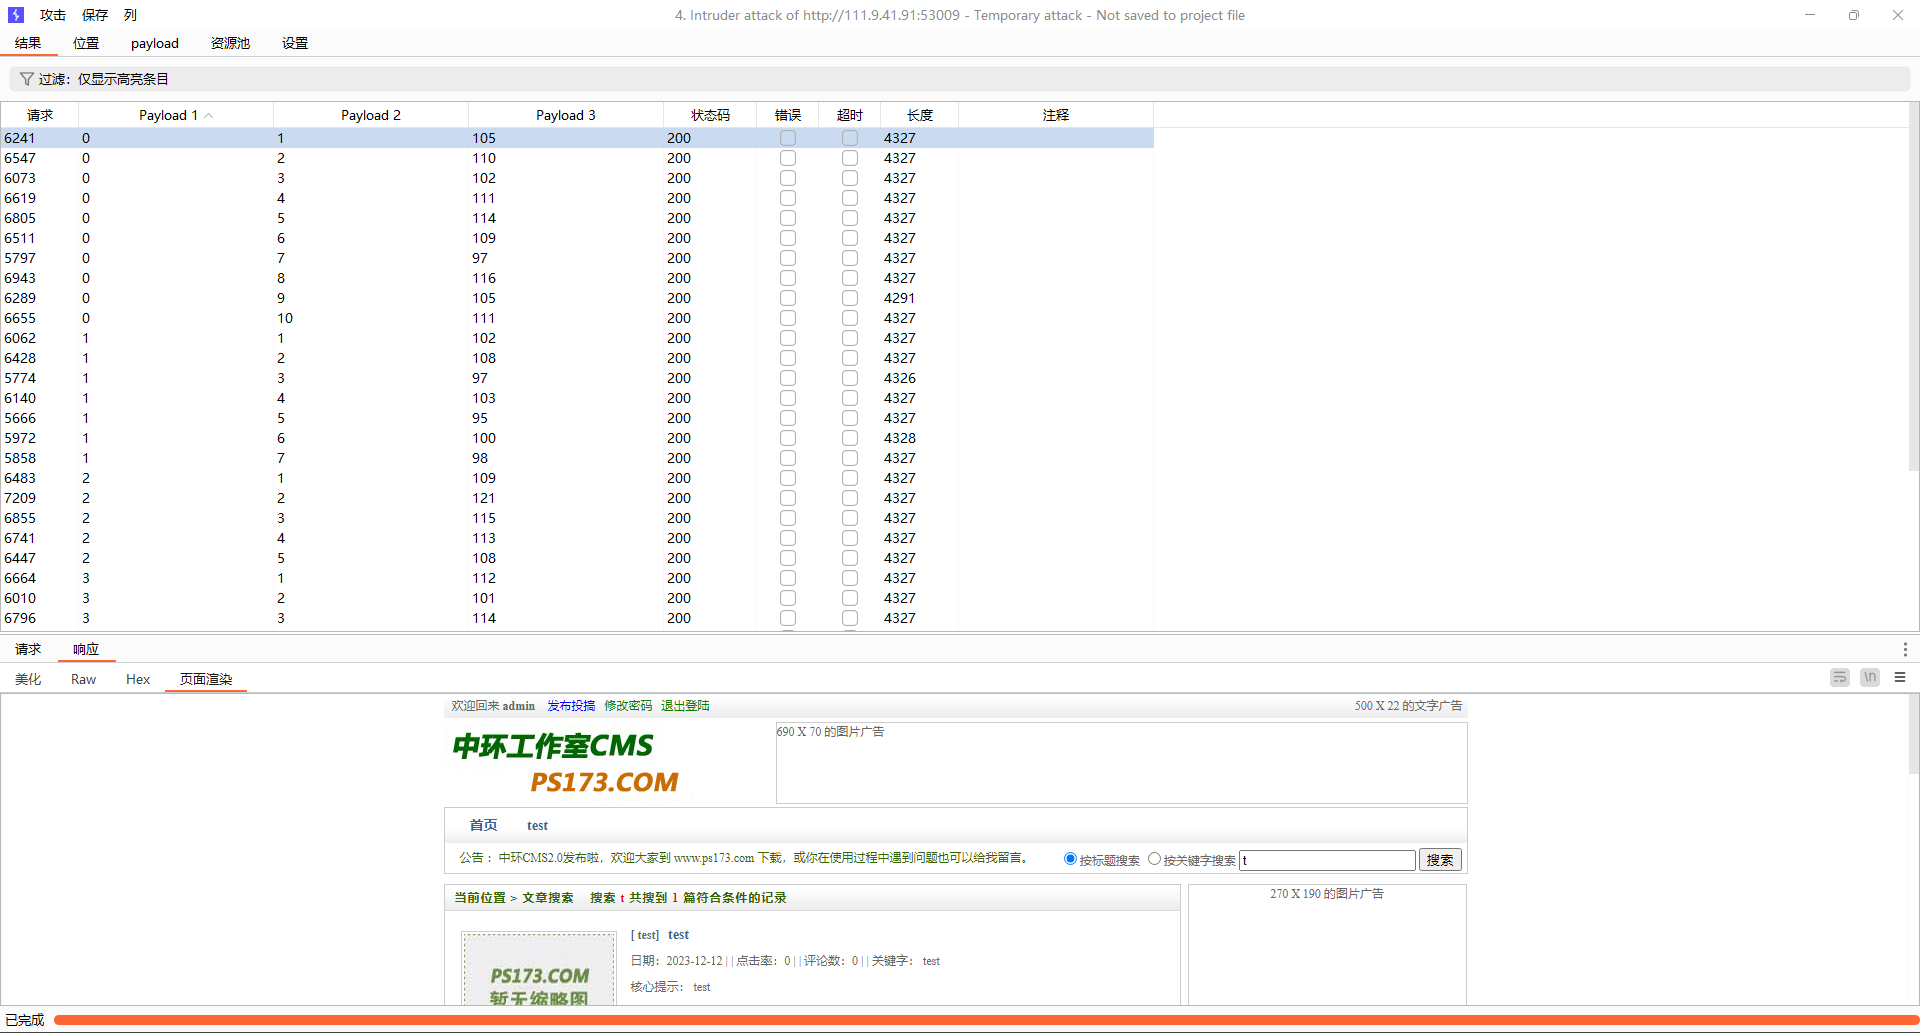 攻击 保存 列 4. Intruder attack of http://111.9.41.91:53009 - Temporary attack - Not saved to project file
结果 位置 payload 资源池 设置
过滤：仅显示高亮条目
请求 Payload 1 Payload 2 Payload 3 状态码 错误 超时 长度 注释
6241 0 1 105 200 4327
6547 0 2 110 200 4327
6073 0 3 102 200 4327
6619 0 4 111 200 4327
6805 0 5 114 200 4327
6511 0 6 109 200 4327
5797 0 7 97 200 4327
6943 0 8 116 200 4327
6289 0 9 105 200 4291
6655 0 10 111 200 4327
6062 1 1 102 200 4327
6428 1 2 108 200 4327
5774 1 3 97 200 4326
6140 1 4 103 200 4327
5666 1 5 95 200 4327
5972 1 6 100 200 4328
5858 1 7 98 200 4327
6483 2 1 109 200 4327
7209 2 2 121 200 4327
6855 2 3 115 200 4327
6741 2 4 113 200 4327
6447 2 5 108 200 4327
6664 3 1 112 200 4327
6010 3 2 101 200 4327
6796 3 3 114 200 4327
请求 响应
美化 Raw Hex 页面渲染 \n
欢迎回来 admin 发布投搞 修改密码 退出登陆 500 X 22 的文字广告
中环工作室CMS
PS173.COM
690 X 70 的图片广告
首页 test
公告： 中环CMS2.0发布啦，欢迎大家到 www.ps173.com 下载，或你在使用过程中遇到问题也可以给我留言。 按标题搜索 按关键字搜索 t 搜索
当前位置 > 文章搜索 搜索 t 共搜到 1 篇符合条件的记录
270 X 190 的图片广告
[ test] test
日期：2023-12-12 | | 点击率：0 | | 评论数：0 | | 关键字： test
核心提示： test
PS173.COM
暂无缩略图
已完成